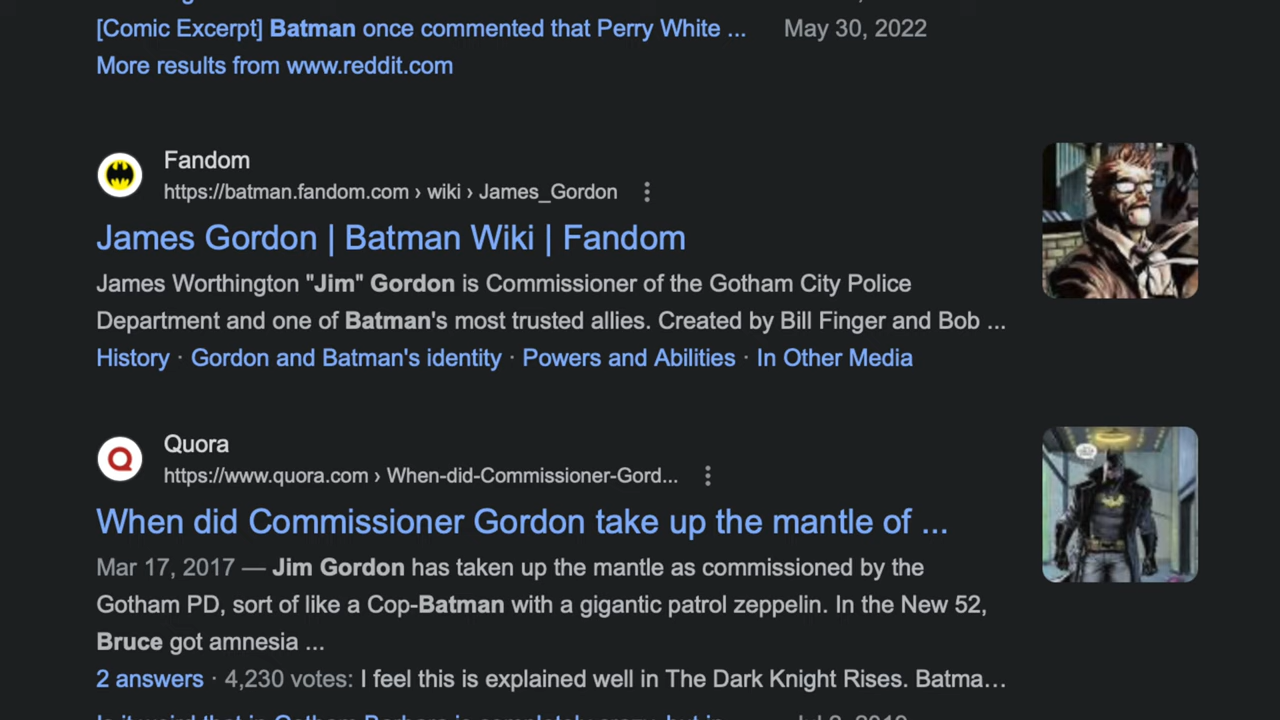 [Comic Excerpt] Batman once commented that Perry White ... May 30, 2022
More results from www.reddit.com
Fandom
https://batman.fandom.com › wiki › James_Gordon
James Gordon | Batman Wiki | Fandom
James Worthington "Jim" Gordon is Commissioner of the Gotham City Police
Department and one of Batman's most trusted allies. Created by Bill Finger and Bob ...
History · Gordon and Batman's identity · Powers and Abilities · In Other Media
Quora
https://www.quora.com › When-did-Commissioner-Gord...
When did Commissioner Gordon take up the mantle of ...
Mar 17, 2017 — Jim Gordon has taken up the mantle as commissioned by the
Gotham PD, sort of like a Cop-Batman with a gigantic patrol zeppelin. In the New 52,
Bruce got amnesia ...
2 answers · 4,230 votes: I feel this is explained well in The Dark Knight Rises. Batma...